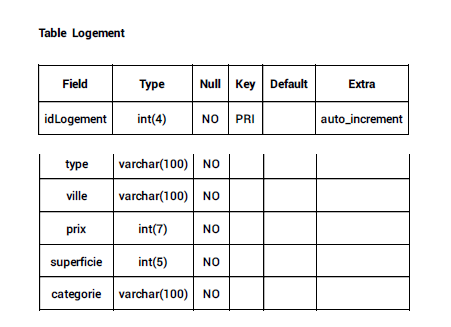 Table Logement
Field Type Null Key Default Extra
idLogement int(4) NO PRI auto_increment
type varchar(100) NO
ville varchar(100) NO
prix int(7) NO
superficie int(5) NO
categorie varchar(100) NO